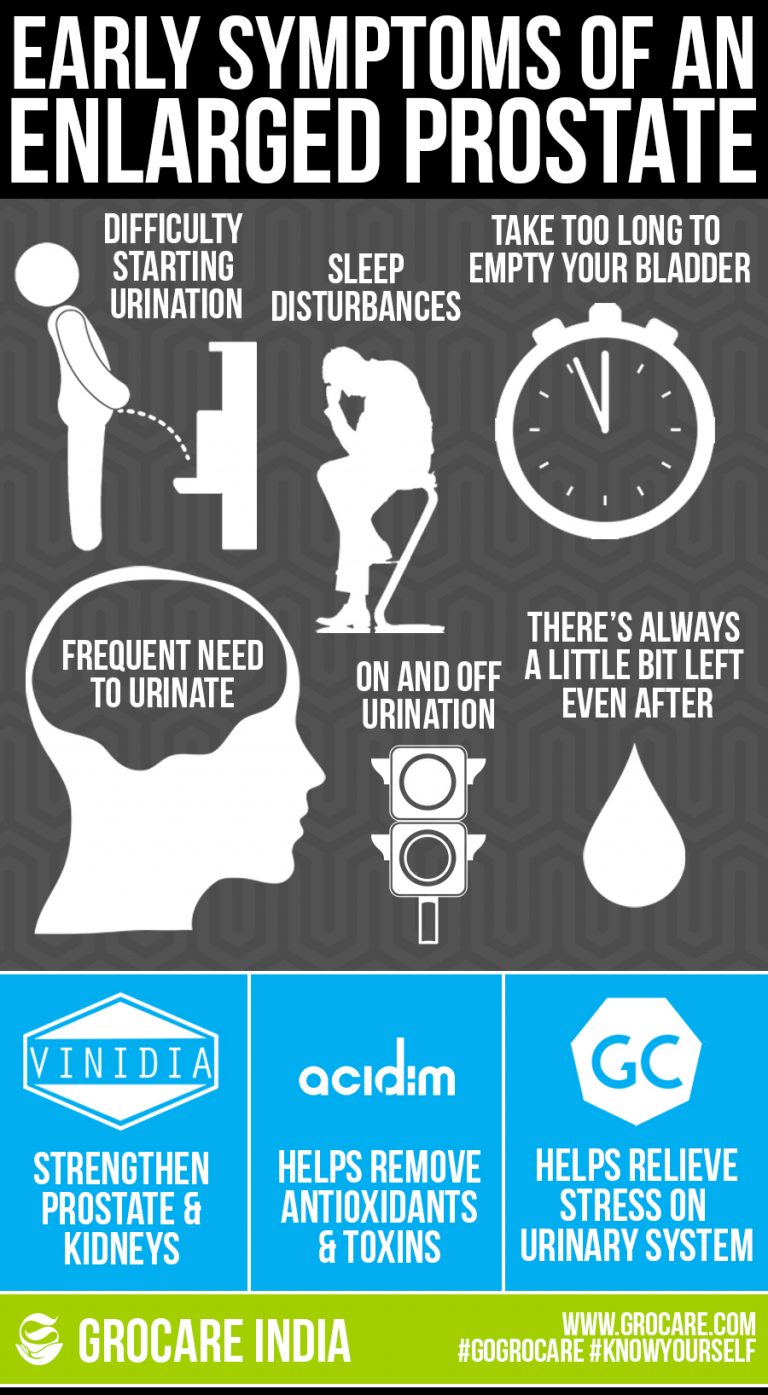 EARLY SYMPTOMS OF AN
ENLARGED PROSTATE
DIFFICULTY
STARTING
URINATION
SLEEP
DISTURBANCES
TAKE TOO LONG TO
EMPTY YOUR BLADDER
FREQUENT NEED
TO URINATE
ON AND OFF
URINATION
THERE'S ALWAYS
A LITTLE BIT LEFT
EVEN AFTER
VINIDIA
STRENGTHEN
PROSTATE &
KIDNEYS
acidim
HELPS REMOVE
ANTIOXIDANTS
& TOXINS
GC
HELPS RELIEVE
STRESS ON
URINARY SYSTEM
GROCARE INDIA
WWW.GROCARE.COM
#GOGROCARE #KNOWYOURSELF